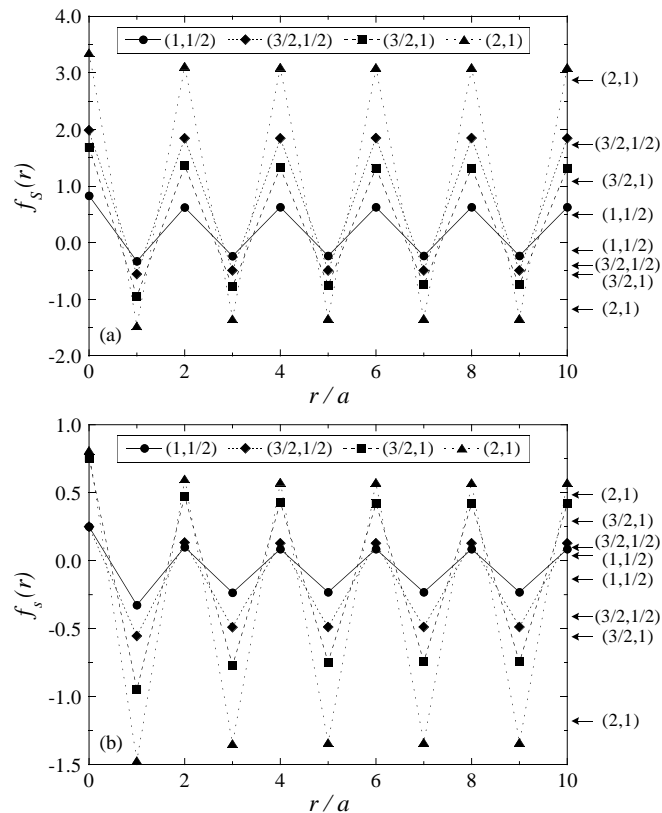 4.0
(1,1/2) (3/2,1/2) (3/2,1) (2,1)
3.0
(2,1)
2.0
(3/2,1/2)
f_S(r)
1.0
(3/2,1)
(1,1/2)
0.0
(1,1/2)
(3/2,1/2)
(3/2,1)
-1.0
(2,1)
(a)
-2.0
0 2 4 6 8 10
r / a
1.0
(1,1/2) (3/2,1/2) (3/2,1) (2,1)
0.5
(2,1)
(3/2,1)
(3/2,1/2)
f_s(r)
0.0
(1,1/2)
(1,1/2)
(3/2,1/2)
-0.5
(3/2,1)
-1.0
(2,1)
(b)
-1.5
0 2 4 6 8 10
r / a